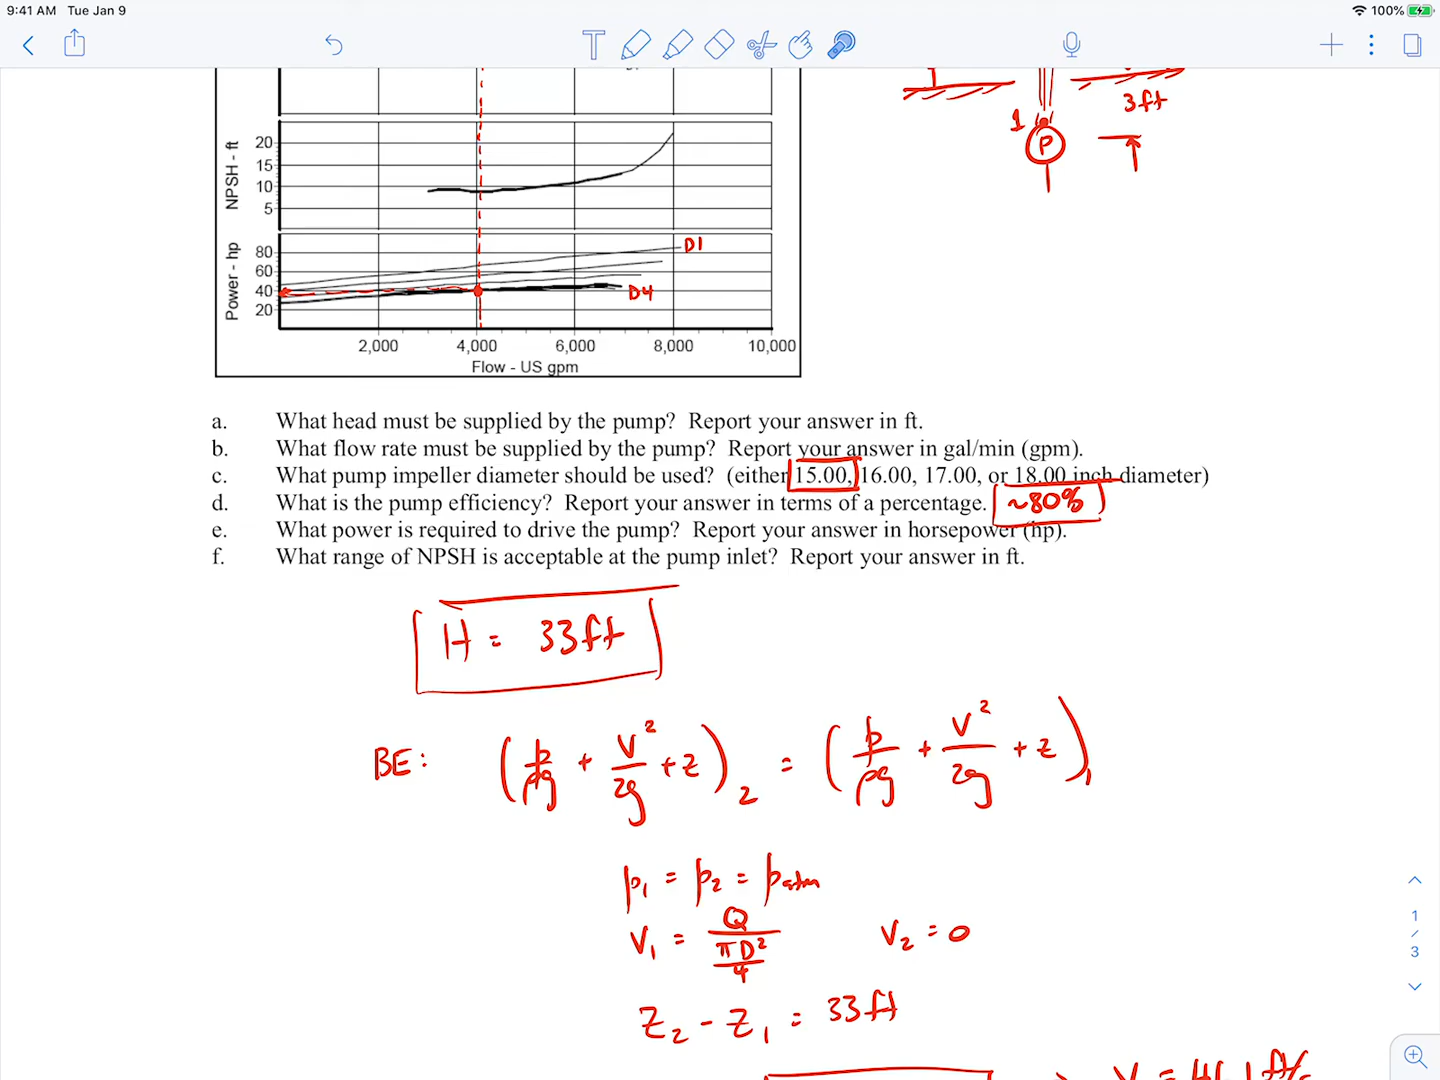 9:41 AM Tue Jan 9
100%
T
3ft
1
P
NPSH - ft
20
15
10
5
Power - hp
80
60
40
20
D1
D4
2,000 4,000 6,000 8,000 10,000
Flow - US gpm
a. What head must be supplied by the pump? Report your answer in ft.
b. What flow rate must be supplied by the pump? Report your answer in gal/min (gpm).
c. What pump impeller diameter should be used? (either 15.00, 16.00, 17.00, or 18.00 inch diameter)
d. What is the pump efficiency? Report your answer in terms of a percentage. ~80%
e. What power is required to drive the pump? Report your answer in horsepower (hp).
f. What range of NPSH is acceptable at the pump inlet? Report your answer in ft.
H = 33ft
BE: (p/ρg + V²/2g + z)₂ = (p/ρg + V²/2g + z)₁
p₁ = p₂ = patm
V₁ = Q/(πD²/4) V₂ = 0
z₂ - z₁ = 33ft
1
/
3